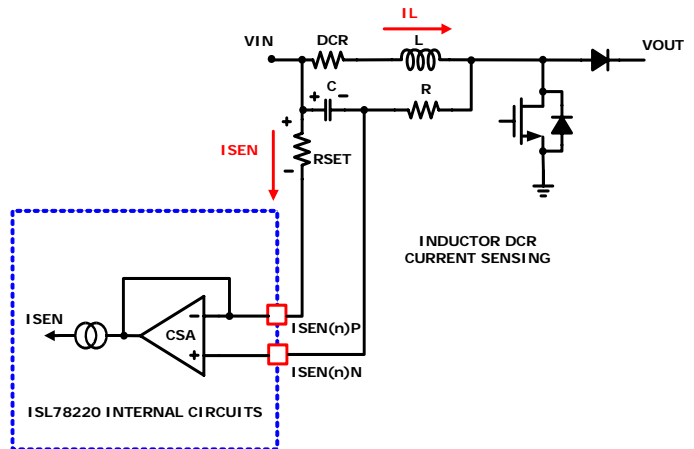 IL
VIN
DCR
L
VOUT
+
C
−
R
+
ISEN
RSET
−
INDUCTOR DCR
CURRENT SENSING
ISEN
−
CSA
+
ISEN(n)P
ISEN(n)N
ISL78220 INTERNAL CIRCUITS